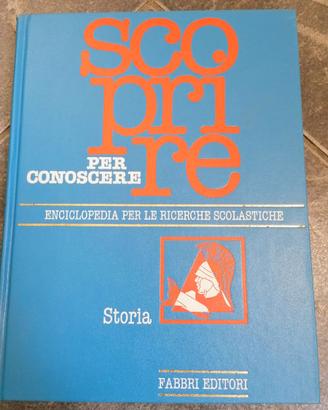 sco
pri
re
PER
CONOSCERE
ENCICLOPEDIA PER LE RICERCHE SCOLASTICHE
Storia
FABBRI EDITORI